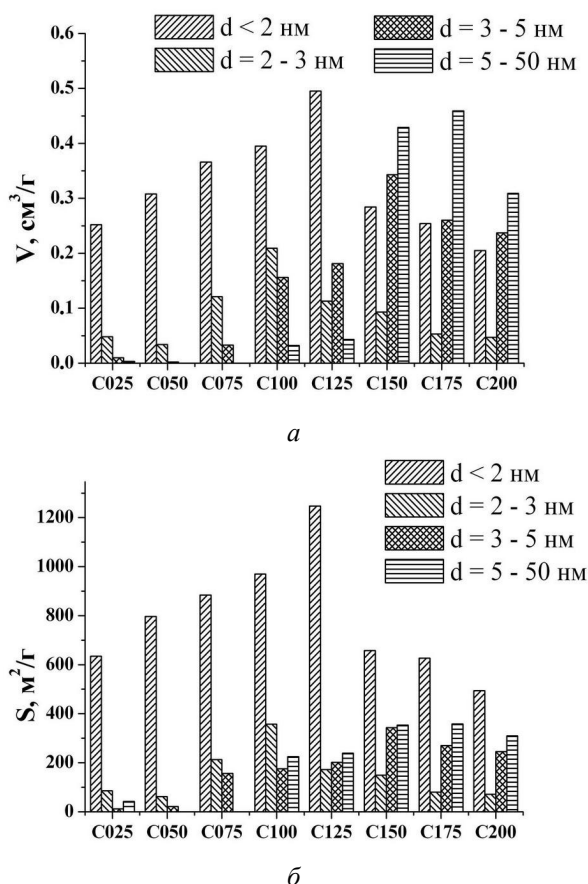 d < 2 нм
d = 3 - 5 нм
d = 2 - 3 нм
d = 5 - 50 нм
0.6
0.5
0.4
0.3
0.2
0.1
0.0
V, см³/г
C025 C050 C075 C100 C125 C150 C175 C200
а
d < 2 нм
d = 2 - 3 нм
d = 3 - 5 нм
d = 5 - 50 нм
1200
1000
800
600
400
200
0
S, м²/г
C025 C050 C075 C100 C125 C150 C175 C200
б